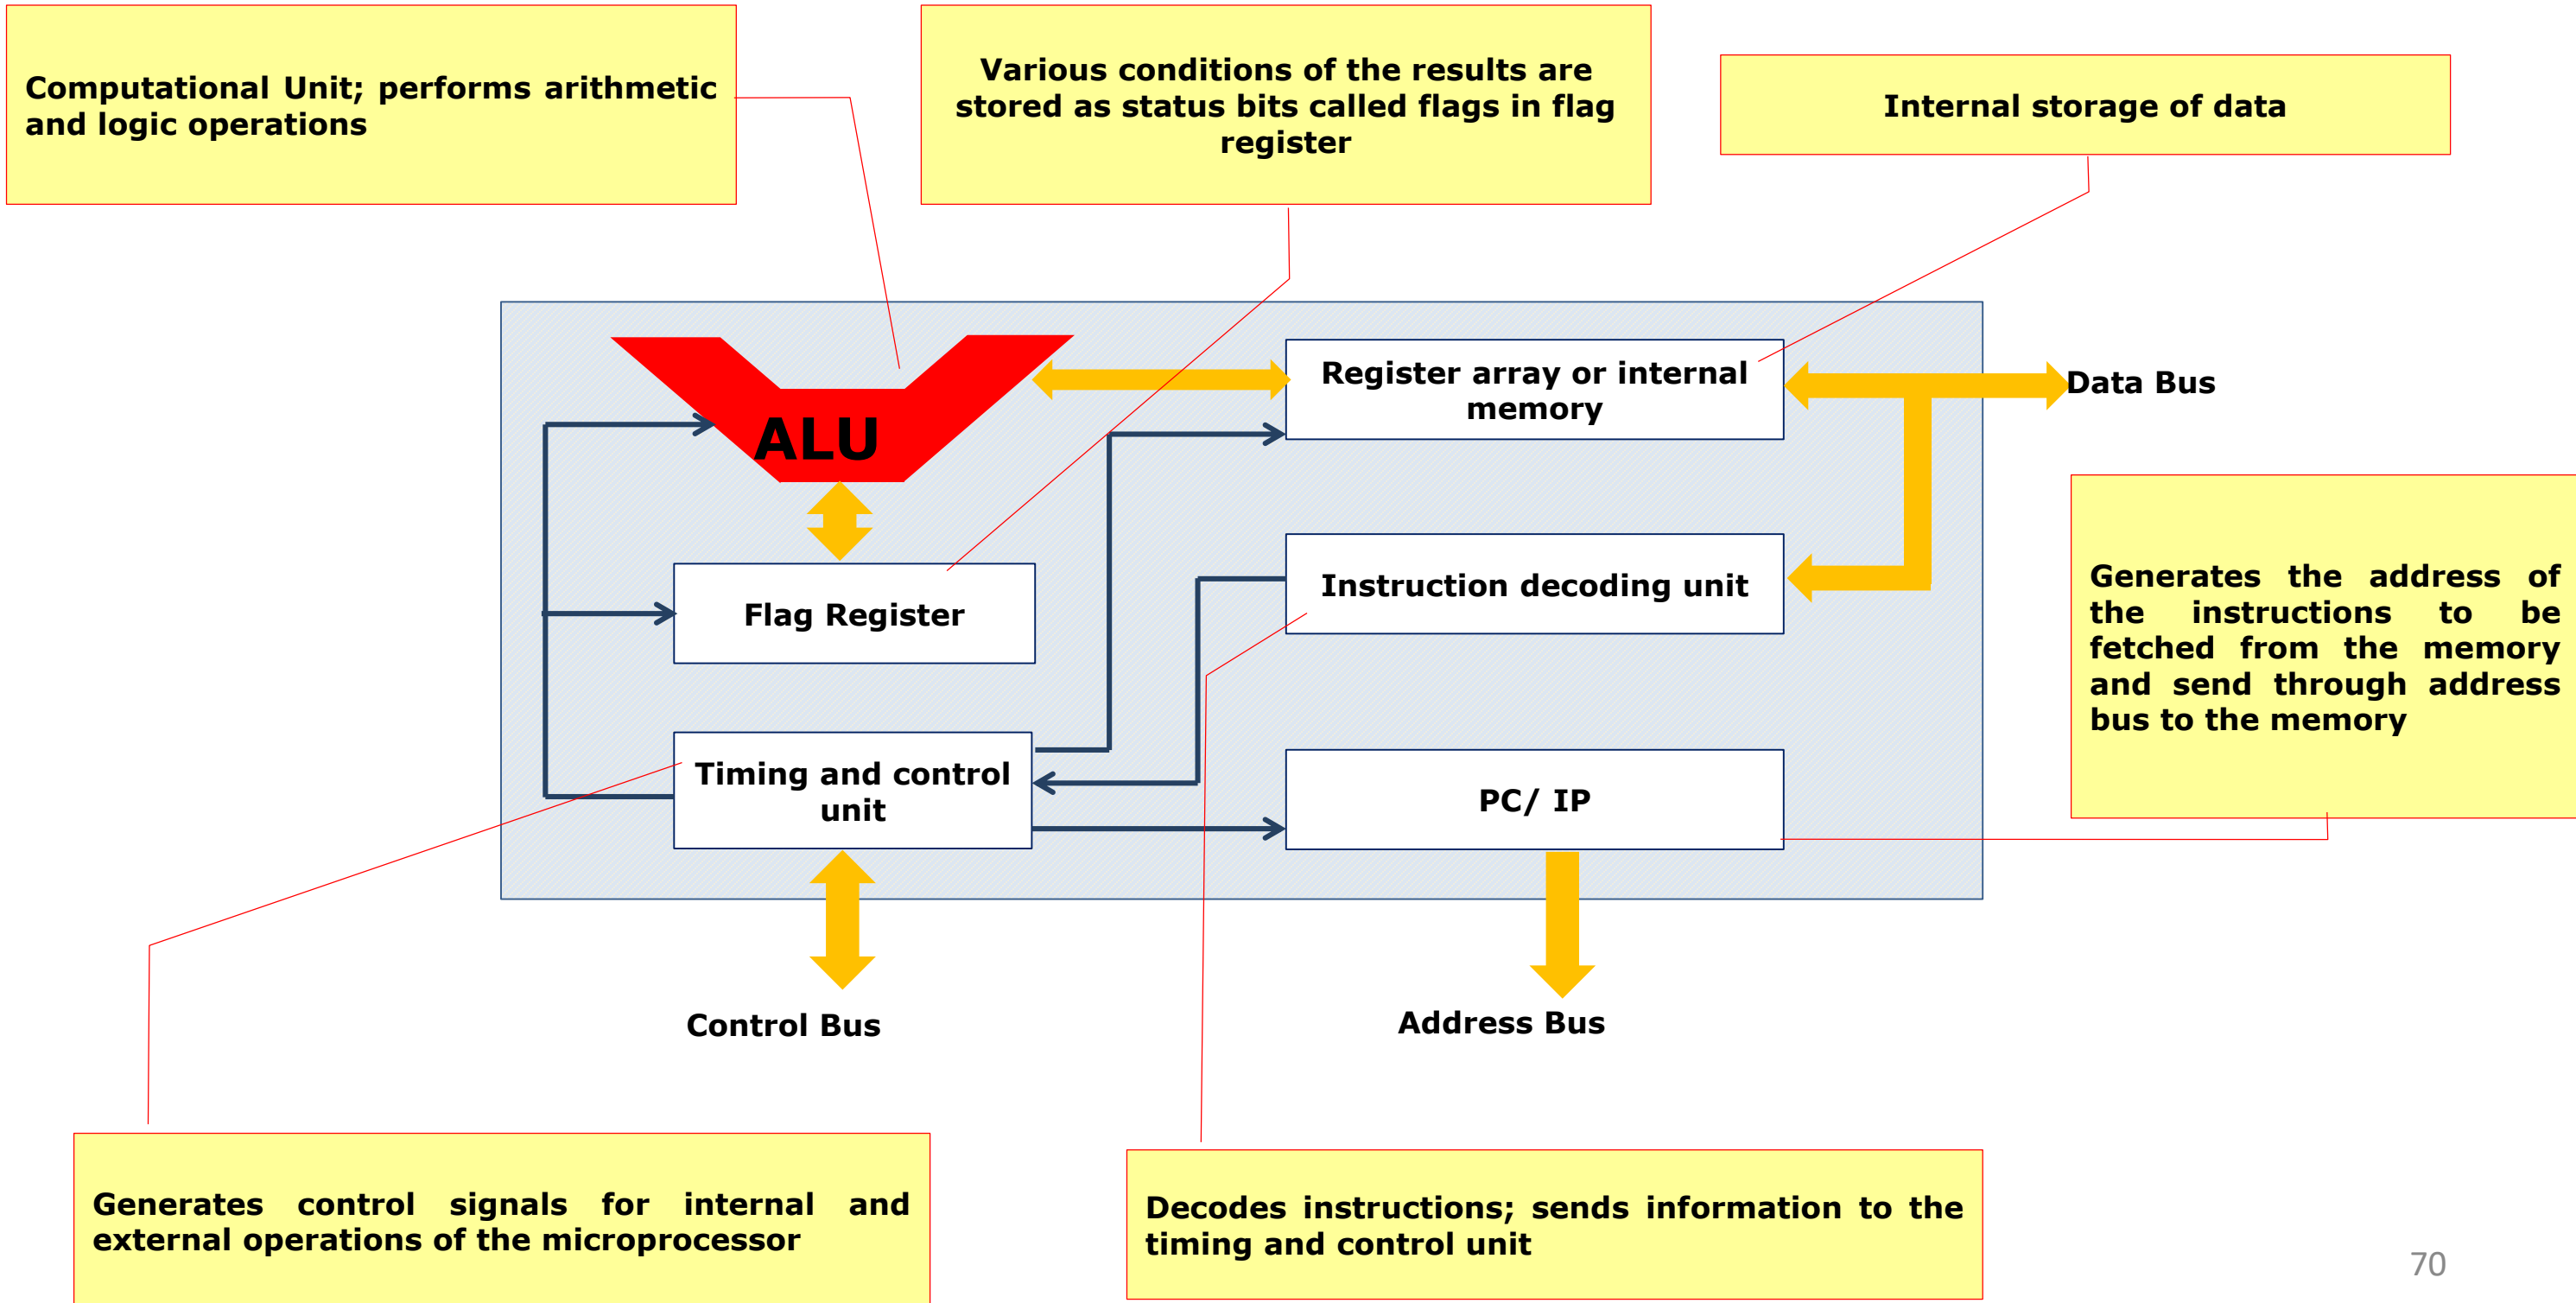 Computational Unit; performs arithmetic
and logic operations
Various conditions of the results are
stored as status bits called flags in flag
register
Internal storage of data
ALU
Register array or internal
memory
Data Bus
Flag Register
Instruction decoding unit
Generates the address of
the instructions to be
fetched from the memory
and send through address
bus to the memory
Timing and control
unit
PC/ IP
Control Bus
Address Bus
Generates control signals for internal and
external operations of the microprocessor
Decodes instructions; sends information to the
timing and control unit
70